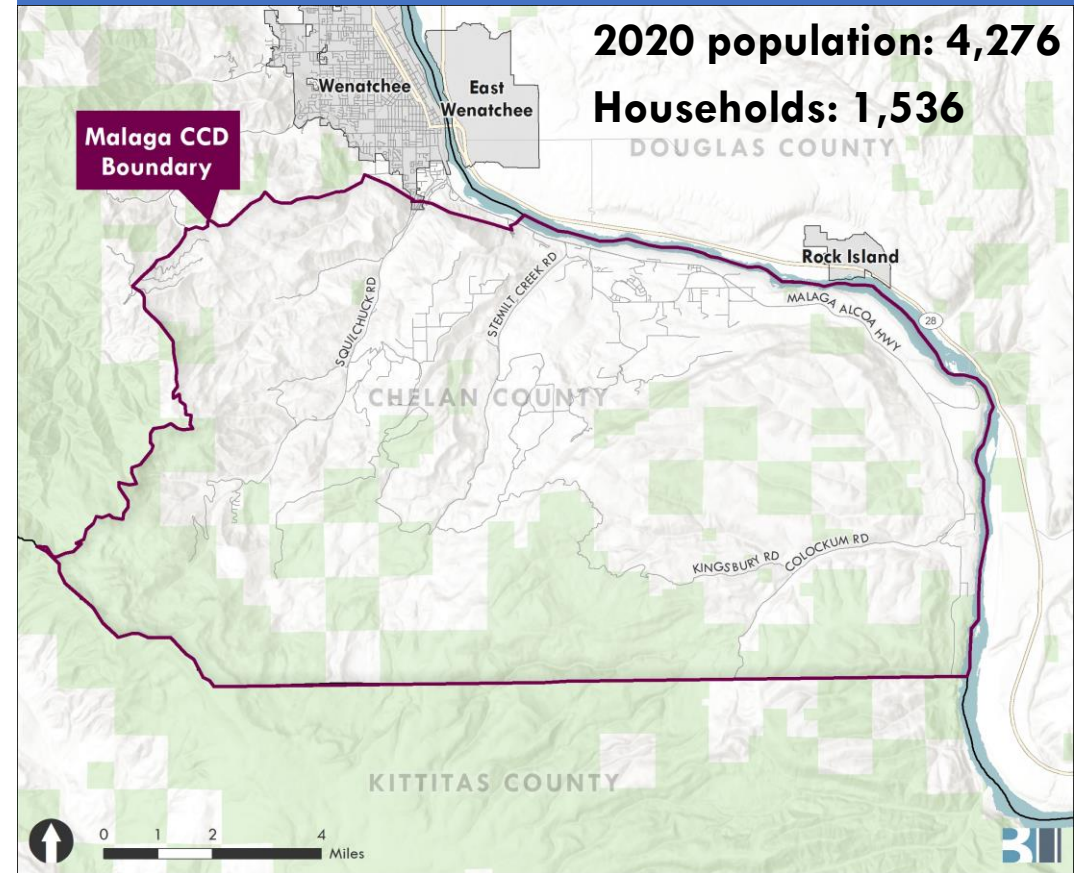 2020 population: 4,276
Households: 1,536
Wenatchee
East
Wenatchee
Malaga CCD
Boundary
DOUGLAS COUNTY
Rock Island
MALAGA ALCOA HWY
28
STEMILT CREEK RD
SQUILCHUCK RD
CHELAN COUNTY
KINGSBURY RD
COLOCKUM RD
KITTITAS COUNTY
0 1 2 4
Miles